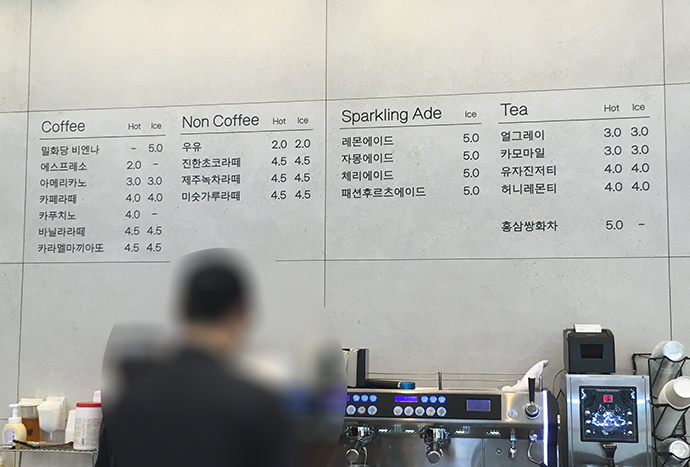 Coffee Hot Ice
밀화당 비엔나 - 5.0
에스프레소 2.0 -
아메리카노 3.0 3.0
카페라떼 4.0 4.0
카푸치노 4.0 -
바닐라라떼 4.5 4.5
카라멜마끼아또 4.5 4.5
Non Coffee Hot Ice
우유 2.0 2.0
진한초코라떼 4.5 4.5
제주녹차라떼 4.5 4.5
미숫가루라떼 4.5 4.5
Sparkling Ade Ice
레몬에이드 5.0
자몽에이드 5.0
체리에이드 5.0
패션후르츠에이드 5.0
Tea Hot Ice
얼그레이 3.0 3.0
카모마일 3.0 3.0
유자진저티 4.0 4.0
허니레몬티 4.0 4.0
홍삼쌍화차 5.0 -